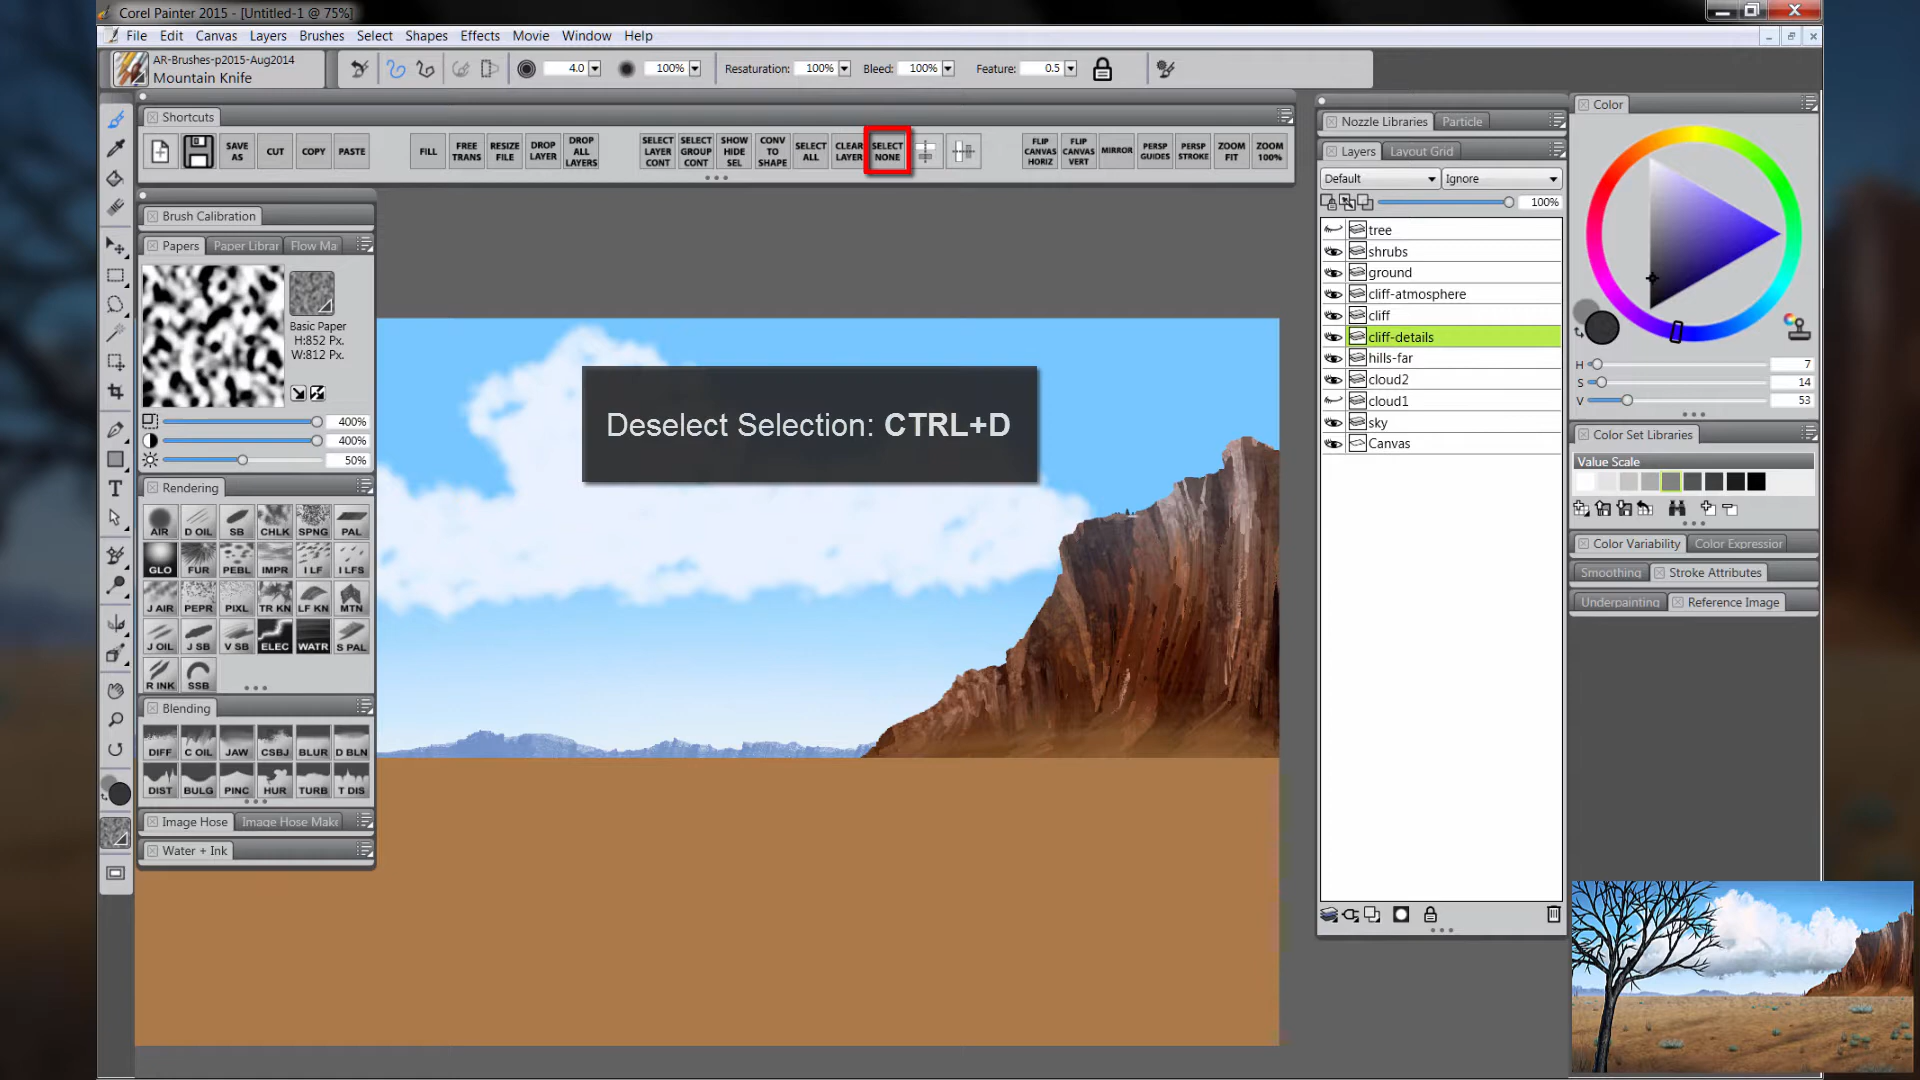 Corel Painter 2015 - [Untitled-1 @ 75%]
File Edit Canvas Layers Brushes Select Shapes Effects Movie Window Help
AR-Brushes-p2015-Aug2014
Mountain Knife
4.0 100% Resaturation: 100% Bleed: 100% Feature: 0.5
Shortcuts
SAVE AS CUT COPY PASTE FILL FREE TRANS RESIZE FILE DROP LAYER DROP ALL LAYERS SELECT LAYER CONT SELECT GROUP CONT SHOW HIDE SEL CONV TO SHAPE SELECT ALL CLEAR LAYER SELECT NONE FLIP CANVAS HORIZ FLIP CANVAS VERT MIRROR PERSP GUIDES PERSP STROKE ZOOM FIT ZOOM 100%
Brush Calibration
Papers Paper Librar Flow Ma
Basic Paper
H:852 Px.
W:812 Px.
400%
400%
50%
Rendering
AIR D OIL SB CHLK SPNG PAL
GLO FUR PEBL IMPR I LF I LFS
J AIR PEPR PIXL TR KN LF KN MTN
J OIL J SB V SB ELEC WATR S PAL
R INK SSB
Blending
DIFF C OIL JAW CSBJ BLUR D BLN
DIST BULG PINC HUR TURB T DIS
Image Hose Image Hose Make
Water + Ink
Deselect Selection: CTRL+D
Nozzle Libraries Particle
Layers Layout Grid
Default Ignore
100%
tree
shrubs
ground
cliff-atmosphere
cliff
cliff-details
hills-far
cloud2
cloud1
sky
Canvas
Color
H 7
S 14
V 53
Color Set Libraries
Value Scale
Color Variability Color Expression
Smoothing Stroke Attributes
Underpainting Reference Image